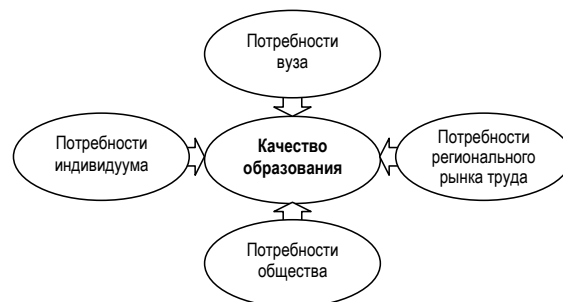 Потребности
вуза
Потребности
индивидуума
Качество
образования
Потребности
регионального
рынка труда
Потребности
общества